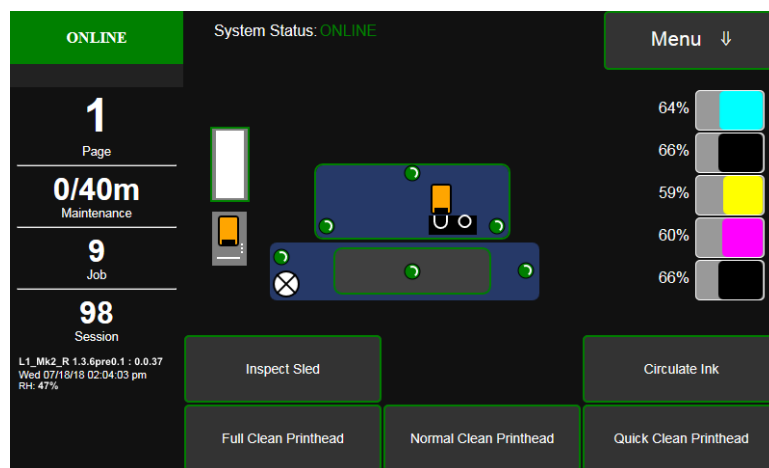 ONLINE
System Status: ONLINE
Menu ⇓
1
Page
0/40m
Maintenance
9
Job
98
Session
L1_Mk2_R 1.3.6pre0.1 : 0.0.37
Wed 07/18/18 02:04:03 pm
RH: 47%
64%
66%
59%
60%
66%
Inspect Sled
Circulate Ink
Full Clean Printhead
Normal Clean Printhead
Quick Clean Printhead